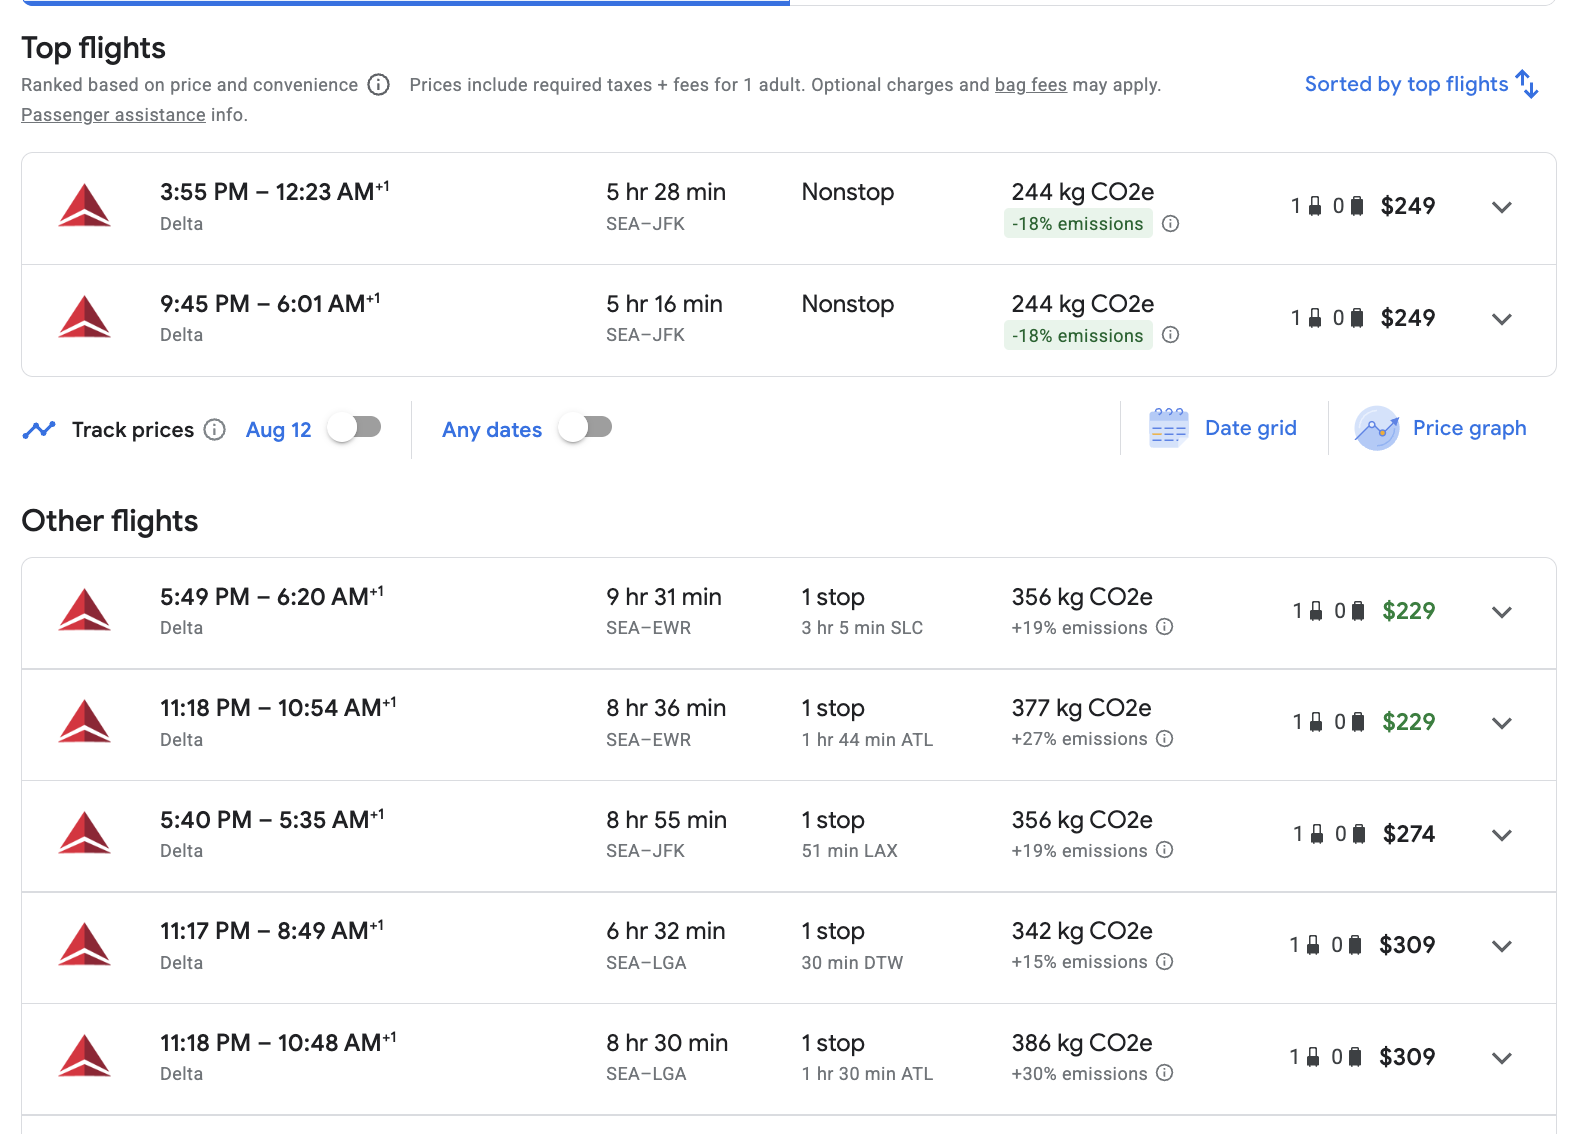 Top flights
Ranked based on price and convenience Prices include required taxes + fees for 1 adult. Optional charges and bag fees may apply.
Passenger assistance info.
Sorted by top flights
3:55 PM – 12:23 AM+1 5 hr 28 min Nonstop 244 kg CO2e 1 0 $249
Delta SEA–JFK -18% emissions
9:45 PM – 6:01 AM+1 5 hr 16 min Nonstop 244 kg CO2e 1 0 $249
Delta SEA–JFK -18% emissions
Track prices Aug 12 Any dates Date grid Price graph
Other flights
5:49 PM – 6:20 AM+1 9 hr 31 min 1 stop 356 kg CO2e 1 0 $229
Delta SEA–EWR 3 hr 5 min SLC +19% emissions
11:18 PM – 10:54 AM+1 8 hr 36 min 1 stop 377 kg CO2e 1 0 $229
Delta SEA–EWR 1 hr 44 min ATL +27% emissions
5:40 PM – 5:35 AM+1 8 hr 55 min 1 stop 356 kg CO2e 1 0 $274
Delta SEA–JFK 51 min LAX +19% emissions
11:17 PM – 8:49 AM+1 6 hr 32 min 1 stop 342 kg CO2e 1 0 $309
Delta SEA–LGA 30 min DTW +15% emissions
11:18 PM – 10:48 AM+1 8 hr 30 min 1 stop 386 kg CO2e 1 0 $309
Delta SEA–LGA 1 hr 30 min ATL +30% emissions